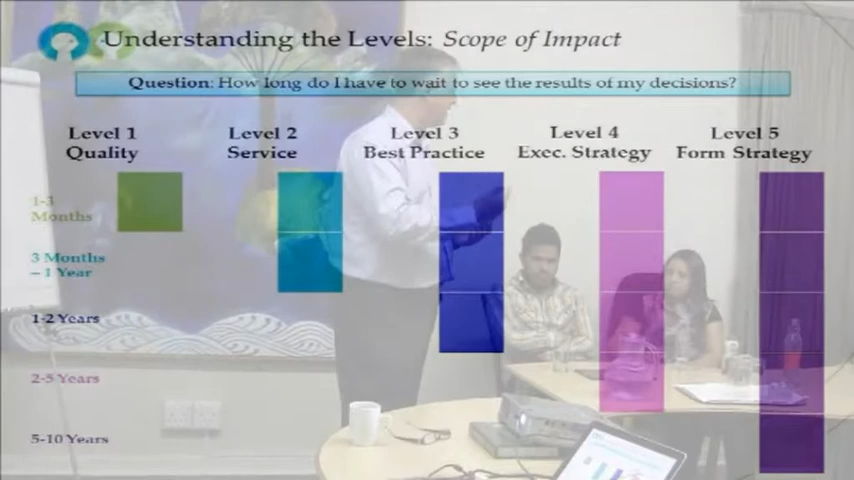 Understanding the Levels: Scope of Impact
Question: How long do I have to wait to see the results of my decisions?
Level 1
Quality
Level 2
Service
Level 3
Best Practice
Level 4
Exec. Strategy
Level 5
Form Strategy
1-3
Months
3 Months
– 1 Year
1-2 Years
2-5 Years
5-10 Years